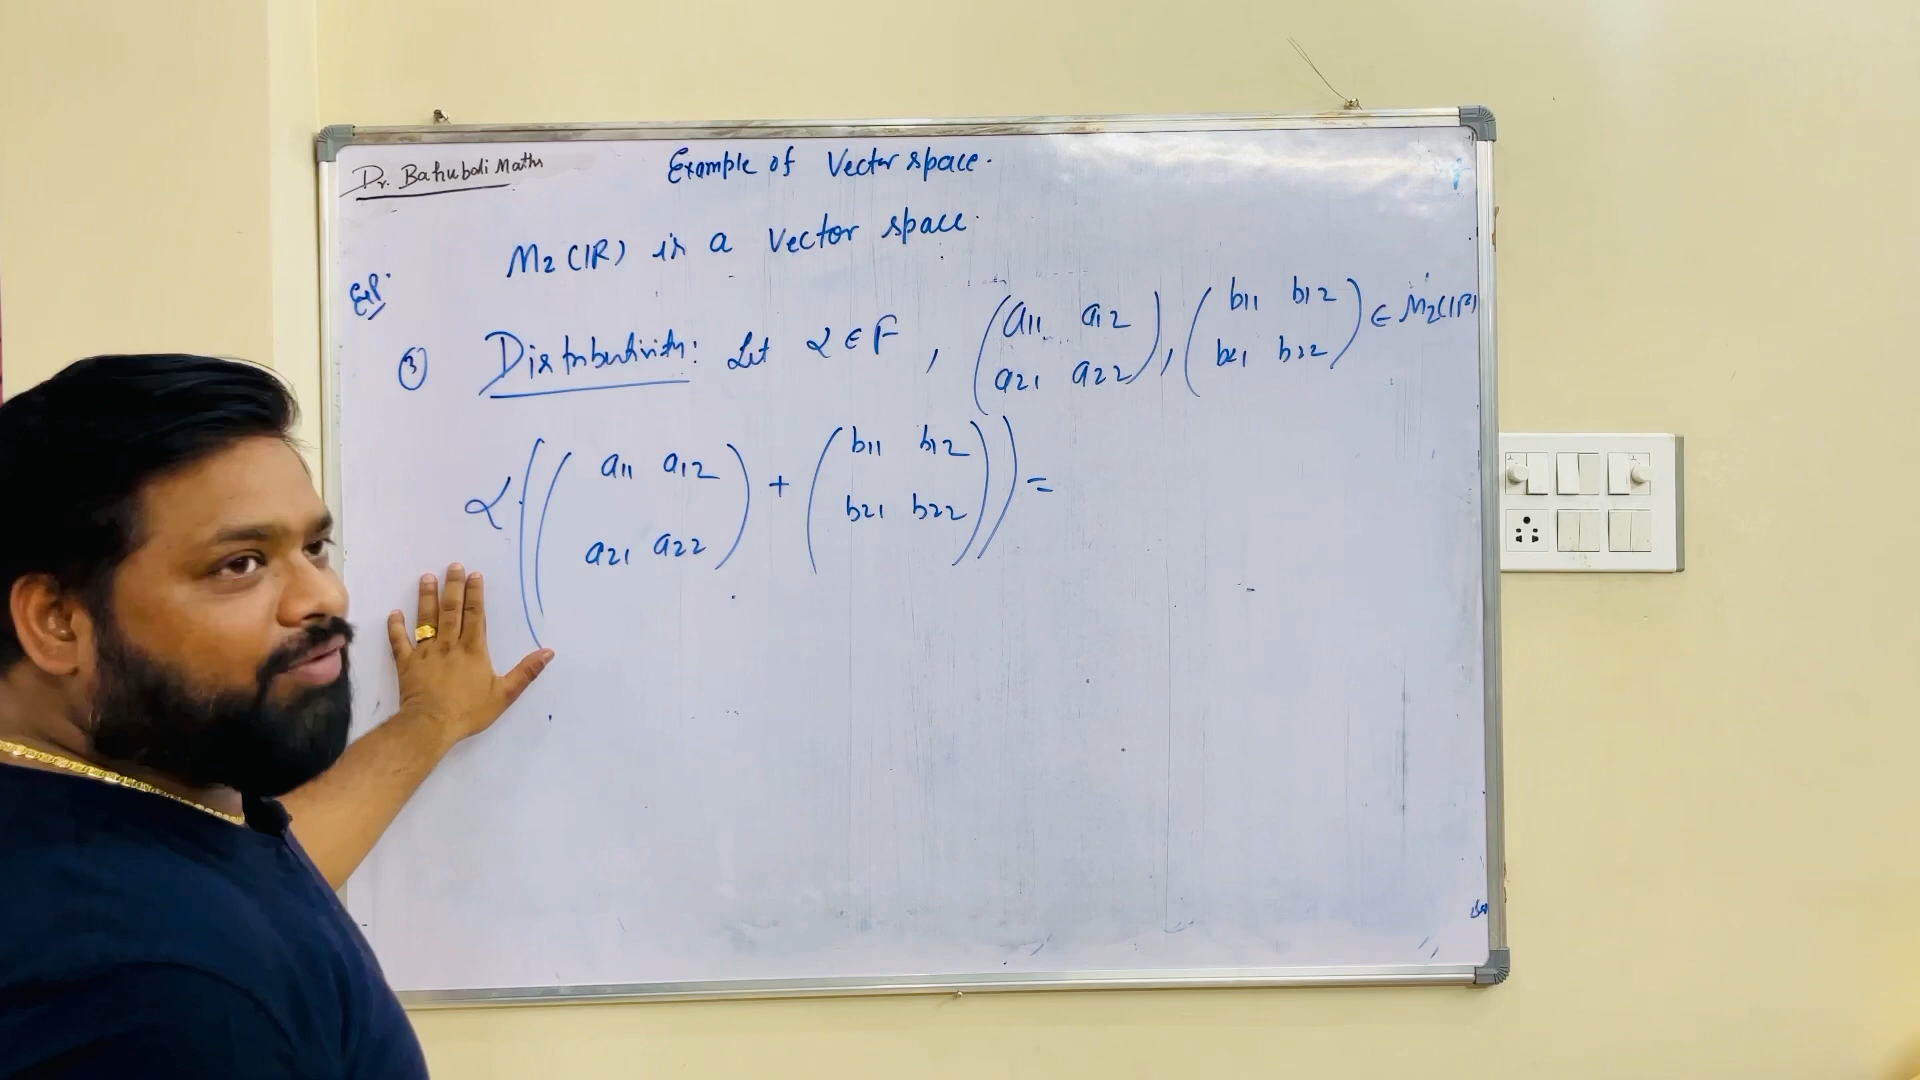 Dr. Bahubali Maths
Example of Vector space.
M2 (IR) is a Vector space.
Ex1:
③ Distributivity: Let α ∈ F, (a11 a12 a21 a22), (b11 b12 b21 b22) ∈ M2(IR)
α.((a11 a12 a21 a22) + (b11 b12 b21 b22)) =